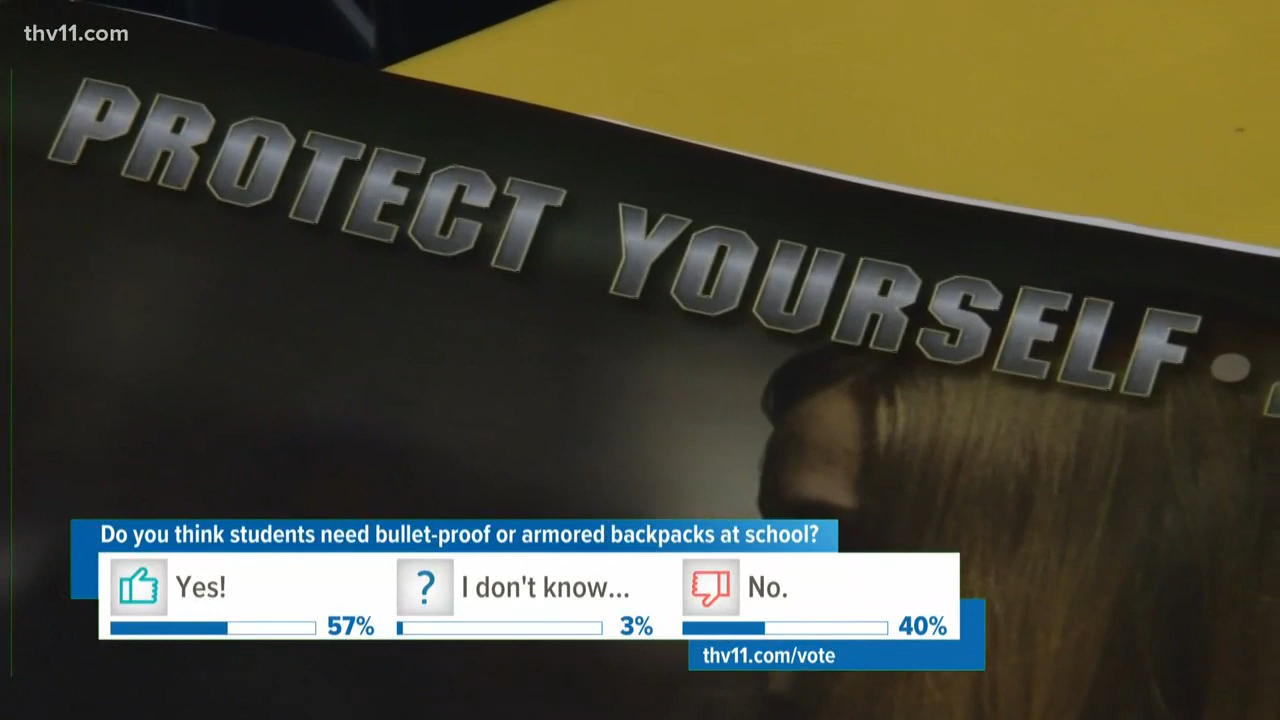 thv11.com
PROTECT YOURSELF •
Do you think students need bullet-proof or armored backpacks at school?
Yes!
57%
? I don't know...
3%
No.
40%
thv11.com/vote